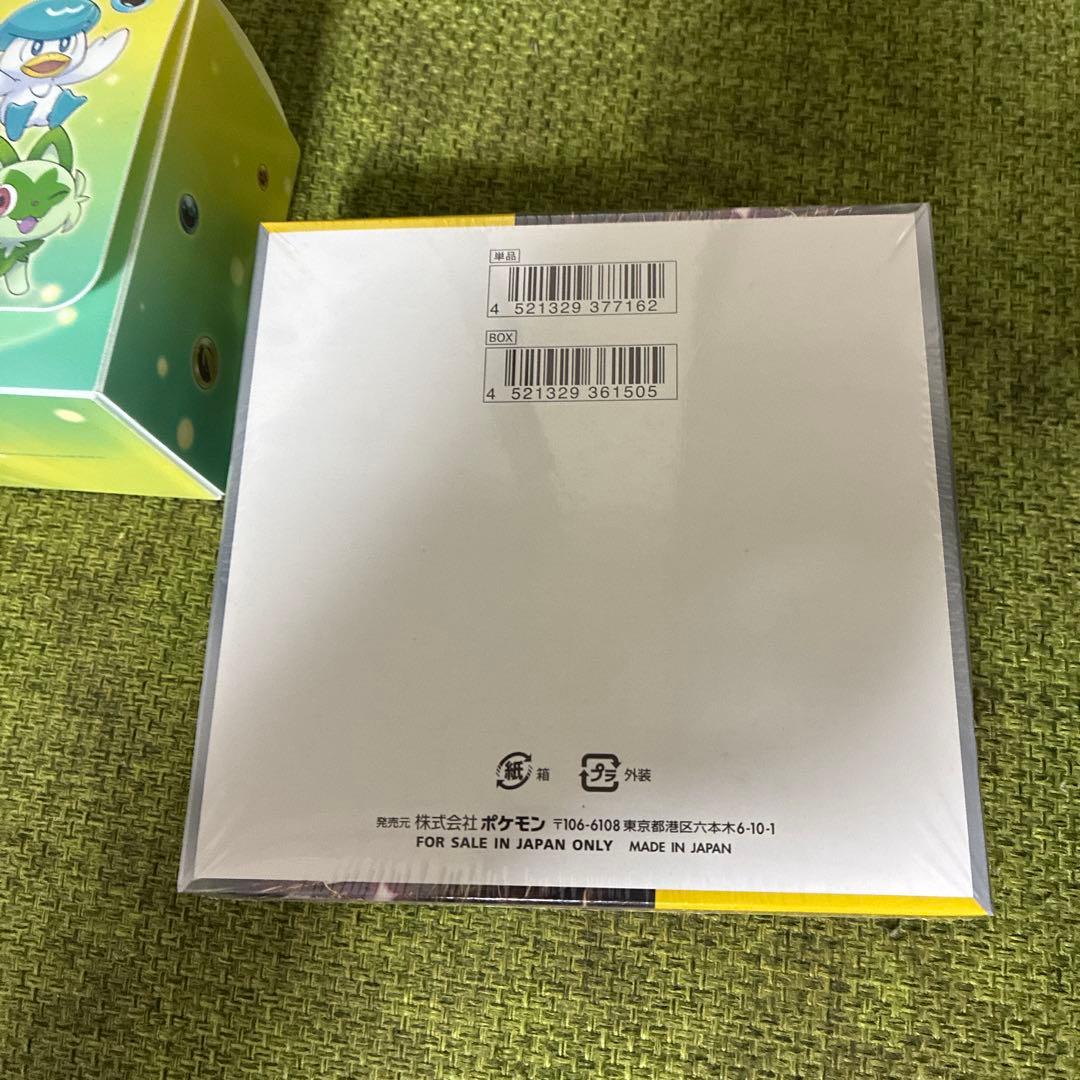 単品
4 521329 377162
BOX
4 521329 361505
紙 箱 プラ 外装
発売元 株式会社 ポケモン 〒106-6108 東京都港区六本木6-10-1
FOR SALE IN JAPAN ONLY MADE IN JAPAN